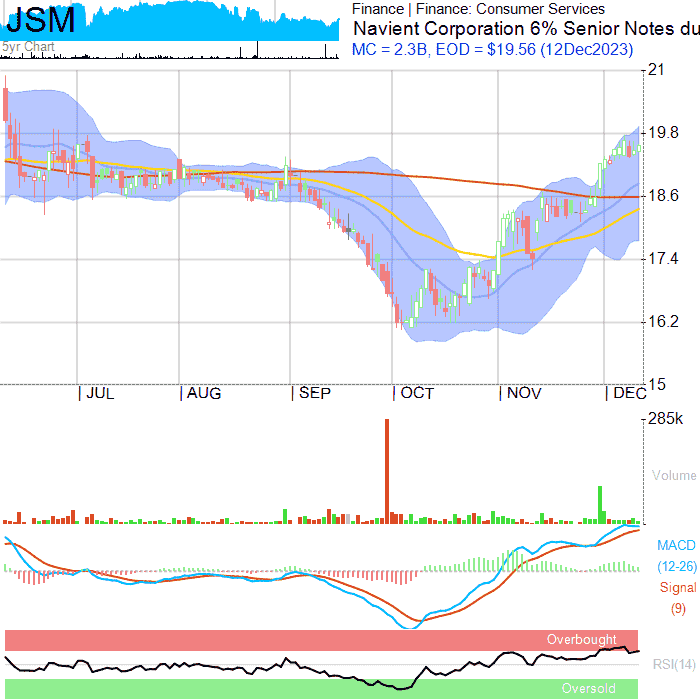 JSM
5yr Chart
Finance | Finance: Consumer Services
Navient Corporation 6% Senior Notes du
MC = 2.3B, EOD = $19.56 (12Dec2023)
21
19.8
18.6
17.4
16.2
15
JUL AUG SEP OCT NOV DEC
285k
Volume
MACD
(12-26)
Signal
(9)
Overbought
RSI(14)
Oversold